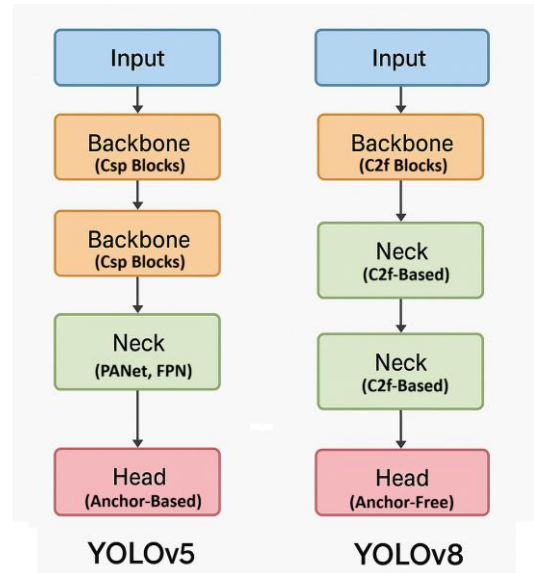 Input
Backbone
(Csp Blocks)
Backbone
(Csp Blocks)
Neck
(PANet, FPN)
Head
(Anchor-Based)
YOLOv5
Input
Backbone
(C2f Blocks)
Neck
(C2f-Based)
Neck
(C2f-Based)
Head
(Anchor-Free)
YOLOv8